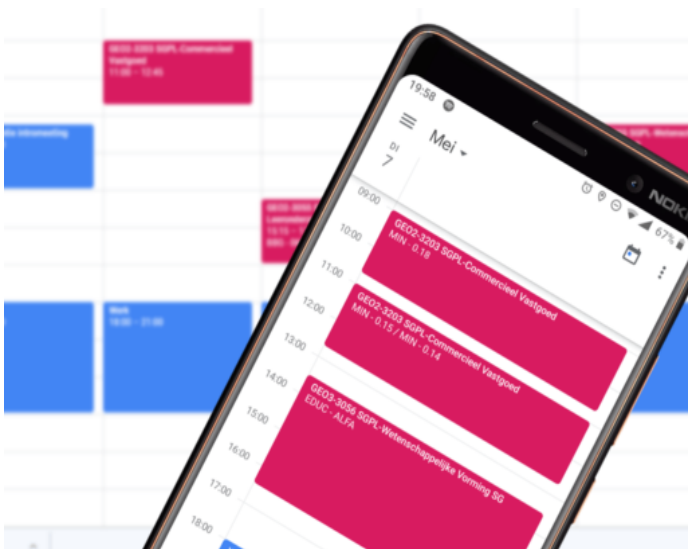 GEO3-3203 SGPL-Commercieel
Vastgoed
11:00 – 12:45
Werk
18:00 – 21:00
19:58
67%
NOKI
Mei
DI
7
09:00
10:00
11:00
12:00
13:00
14:00
15:00
16:00
17:00
18:00
GEO2-3203 SGPL-Commercieel Vastgoed
MIN - 0.18
GEO2-3203 SGPL-Commercieel Vastgoed
MIN - 0.15 / MIN - 0.14
GEO3-3056 SGPL-Wetenschappelijke Vorming SG
EDUC - ALFA